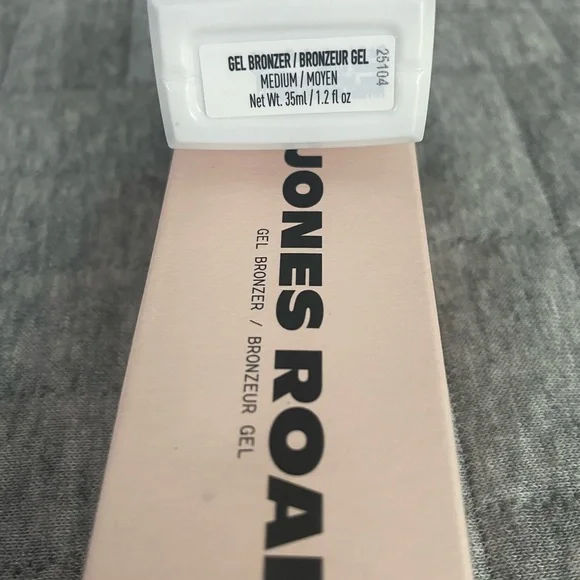 GEL BRONZER / BRONZEUR GEL
MEDIUM / MOYEN
Net Wt. 35ml / 1.2 fl oz
25104
JONES ROA
GEL BRONZER / BRONZEUR GEL